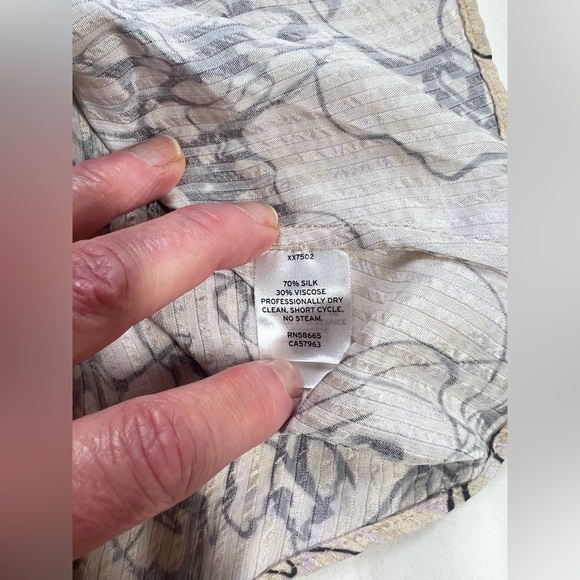 XX7502
70% SILK
30% VISCOSE
PROFESSIONALLY DRY
CLEAN, SHORT CYCLE,
NO STEAM.
RN58665
CA57963